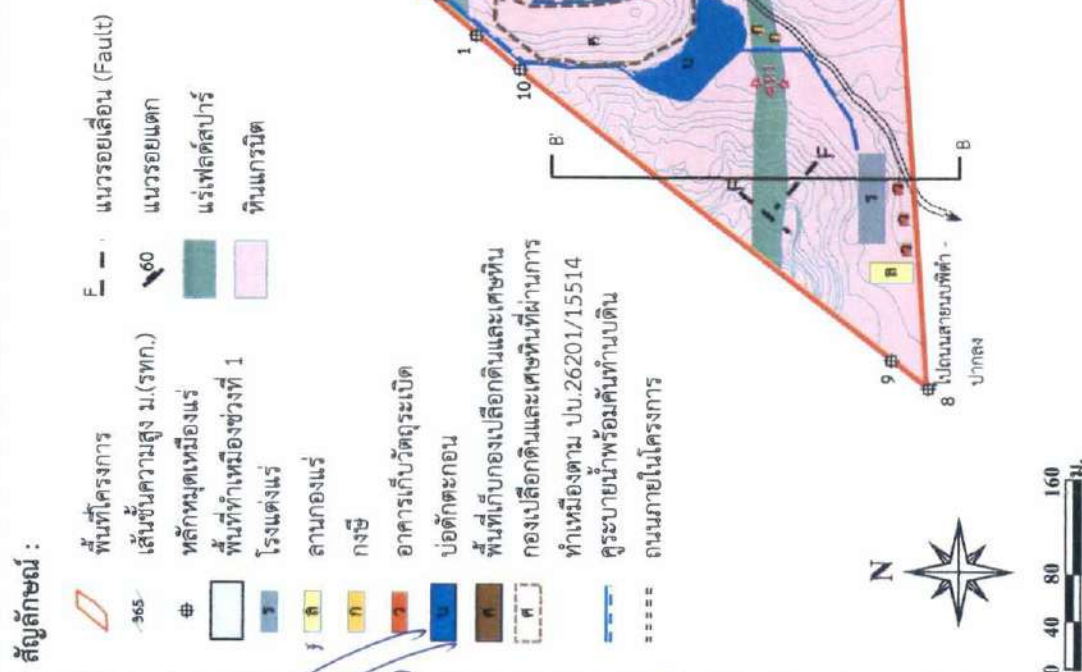 สัญลักษณ์ :
พื้นที่โครงการ
365
เส้นชั้นความสูง ม.(รทก.)
หลักหมุดเหมืองแร่
พื้นที่ทำเหมืองช่วงที่ 1
ร
โรงแต่งแร่
ล
ลานกองแร่
ก
กงษี
ว
อาคารเก็บวัตถุระเบิด
บ
บ่อดักตะกอน
ค
พื้นที่เก็บกองเปลือกดินและเศษหิน
ค
กองเปลือกดินและเศษหินที่ผ่านการ
ทำเหมืองตาม ปบ.26201/15514
คูระบายน้ำพร้อมคันทำนบดิน
ถนนภายในโครงการ
F
แนวรอยเลื่อน (Fault)
60
แนวรอยแตก
แร่เฟลด์สปาร์
หินแกรนิต
1
10
ค
บ
ก
ก
B'
F
F
B
ร
ล
9
8
ไปถนนสายนบพิตำ -
ปากลง
N
40
80
160
ม.